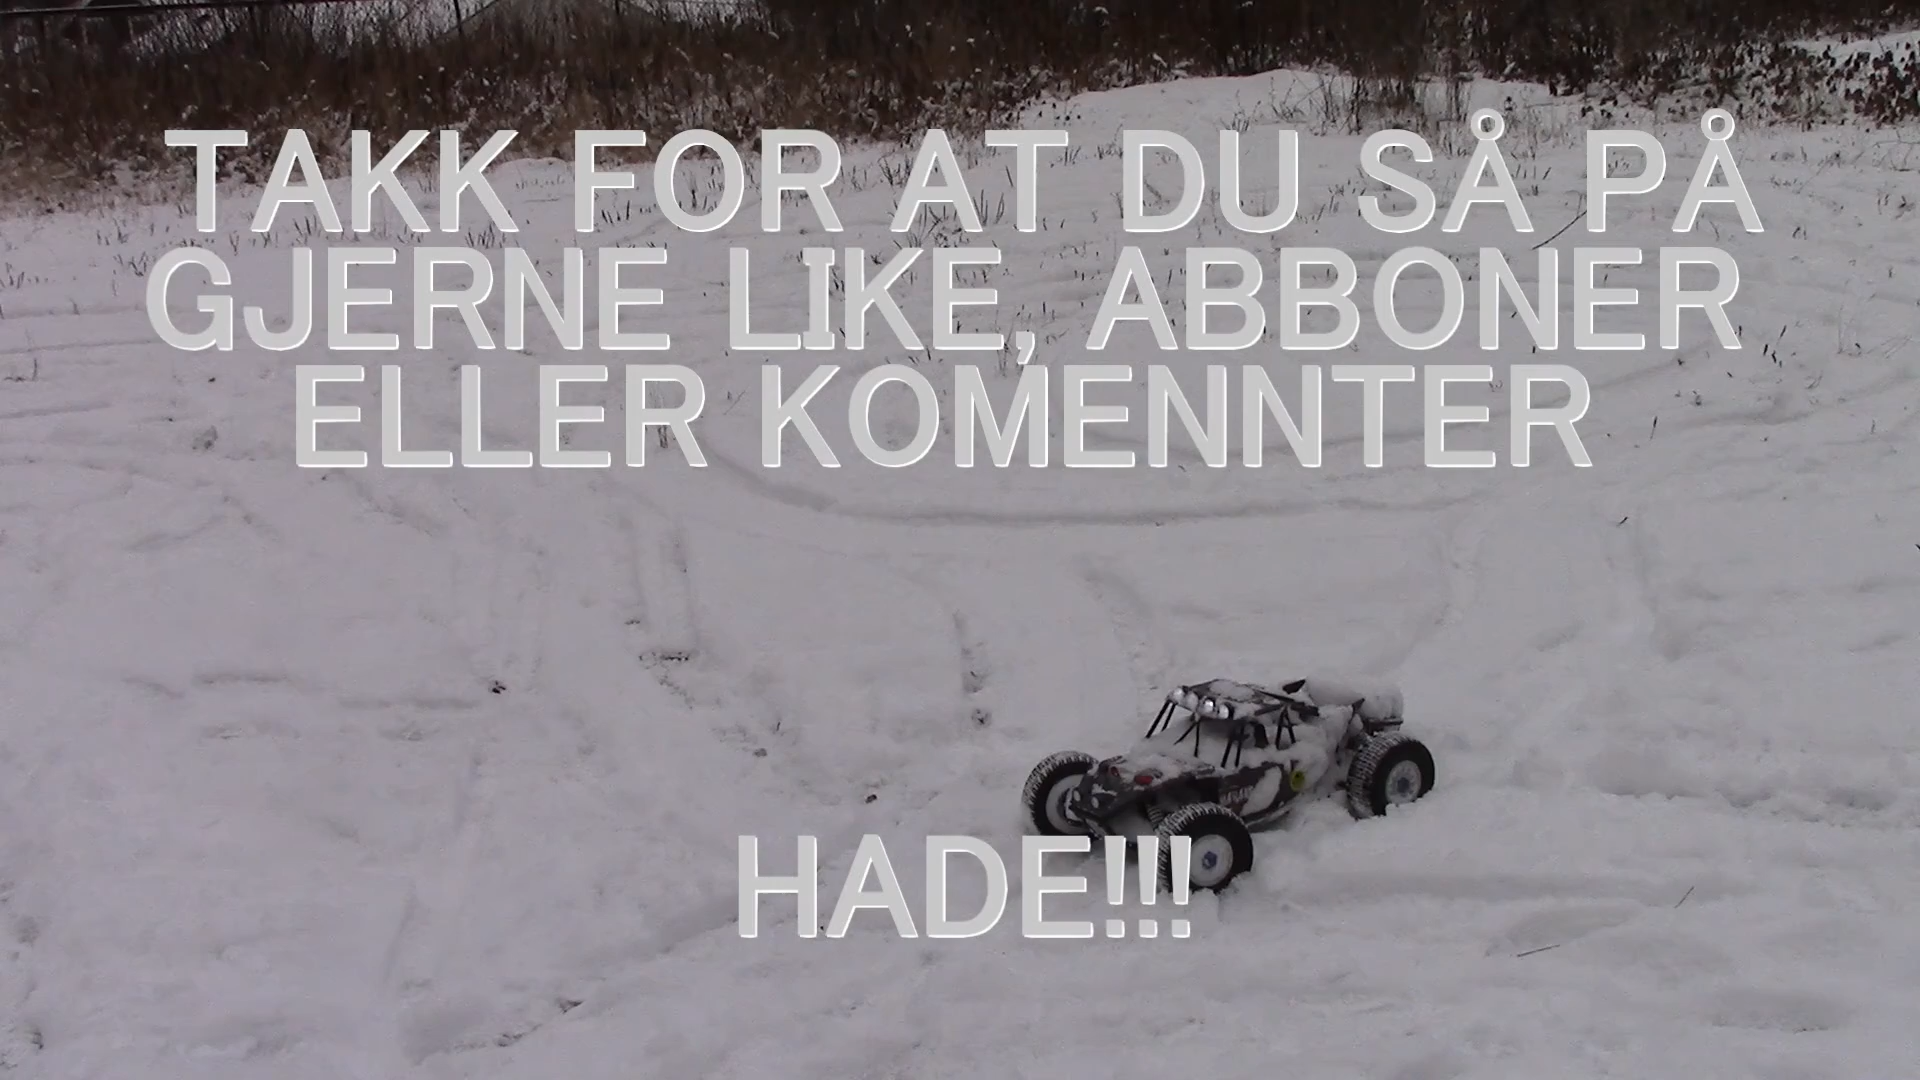 TAKK FOR AT DU SÅ PÅ
GJERNE LIKE, ABBONER
ELLER KOMENNTER
HADE!!!